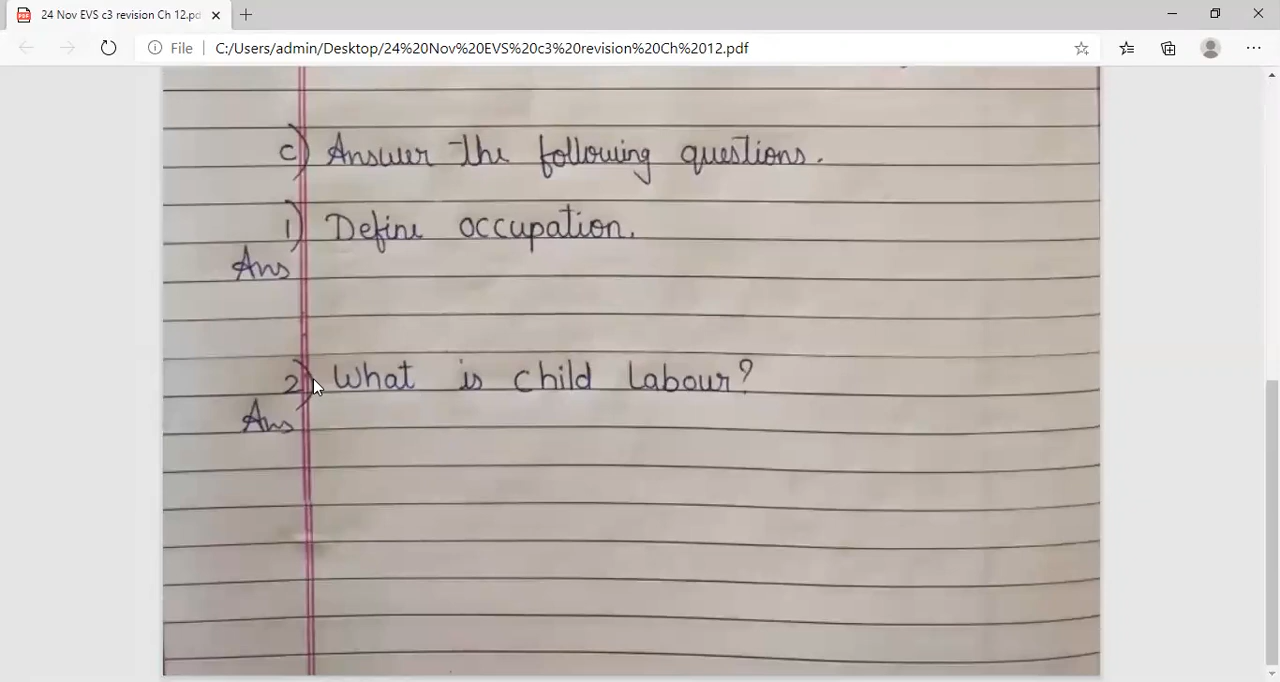 24 Nov EVS c3 revision Ch 12.pd
File
C:/Users/admin/Desktop/24%20Nov%20EVS%20c3%20revision%20Ch%2012.pdf
c) Answer the following questions.
1) Define occupation.
Ans
2) What is child labour?
Ans